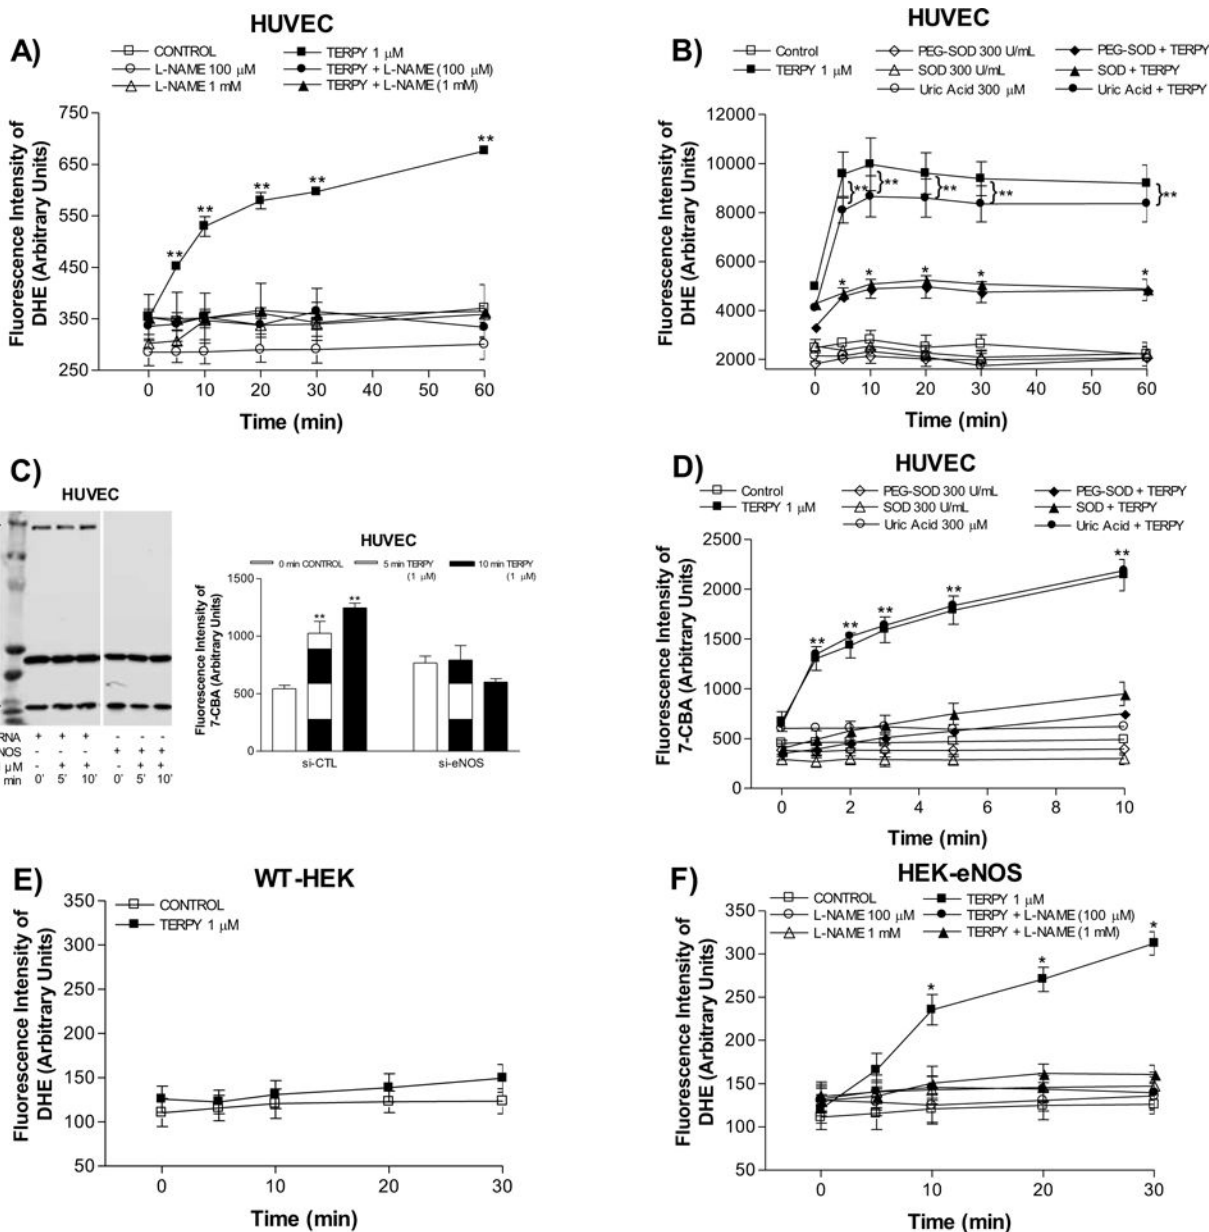 A)
HUVEC
CONTROL
L-NAME 100 μM
L-NAME 1 mM
TERPY 1 μM
TERPY + L-NAME (100 μM)
TERPY + L-NAME (1 mM)
Fluorescence Intensity of
DHE (Arbitrary Units)
750
650
550
450
350
250
** ** ** ** **
0 10 20 30 40 50 60
Time (min)
B)
HUVEC
Control
TERPY 1 μM
PEG-SOD 300 U/mL
SOD 300 U/mL
Uric Acid 300 μM
PEG-SOD + TERPY
SOD + TERPY
Uric Acid + TERPY
Fluorescence Intensity of
DHE (Arbitrary Units)
12000
10000
8000
6000
4000
2000
}** }** }** }** }**
* * * * *
0 10 20 30 40 50 60
Time (min)
C)
HUVEC
RNA + + + - - -
NOS - - - + + +
μM - + + - + +
min 0' 5' 10' 0' 5' 10'
HUVEC
0 min CONTROL
5 min TERPY
(1 μM)
10 min TERPY
(1 μM)
Fluorescence Intensity of
7-CBA (Arbitrary Units)
1500
1000
500
0
** **
si-CTL si-eNOS
D)
HUVEC
Control
TERPY 1 μM
PEG-SOD 300 U/mL
SOD 300 U/mL
Uric Acid 300 μM
PEG-SOD + TERPY
SOD + TERPY
Uric Acid + TERPY
Fluorescence Intensity of
7-CBA (Arbitrary Units)
2500
2000
1500
1000
500
0
** ** ** ** **
0 2 4 6 8 10
Time (min)
E)
WT-HEK
CONTROL
TERPY 1 μM
Fluorescence Intensity of
DHE (Arbitrary Units)
350
300
250
200
150
100
50
0 10 20 30
Time (min)
F)
HEK-eNOS
CONTROL
L-NAME 100 μM
L-NAME 1 mM
TERPY 1 μM
TERPY + L-NAME (100 μM)
TERPY + L-NAME (1 mM)
Fluorescence Intensity of
DHE (Arbitrary Units)
350
300
250
200
150
100
50
* * *
0 10 20 30
Time (min)